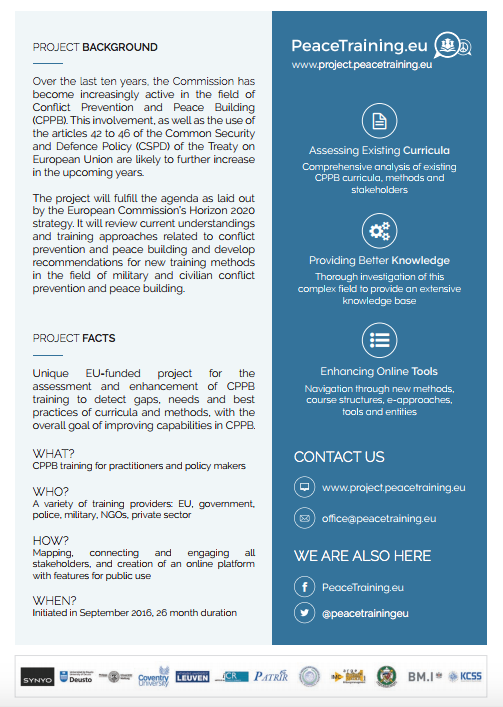 PROJECT BACKGROUND
Over the last ten years, the Commission has
become increasingly active in the field of
Conflict Prevention and Peace Building
(CPPB). This involvement, as well as the use of
the articles 42 to 46 of the Common Security
and Defence Policy (CSPD) of the Treaty on
European Union are likely to further increase
in the upcoming years.
The project will fulfill the agenda as laid out
by the European Commission's Horizon 2020
strategy. It will review current understandings
and training approaches related to conflict
prevention and peace building and develop
recommendations for new training methods
in the field of military and civilian conflict
prevention and peace building.
PROJECT FACTS
Unique EU-funded project for the
assessment and enhancement of CPPB
training to detect gaps, needs and best
practices of curricula and methods, with the
overall goal of improving capabilities in CPPB.
WHAT?
CPPB training for practitioners and policy makers
WHO?
A variety of training providers: EU, government,
police, military, NGOs, private sector
HOW?
Mapping, connecting and engaging all
stakeholders, and creation of an online platform
with features for public use
WHEN?
Initiated in September 2016, 26 month duration
PeaceTraining.eu
www.project.peacetraining.eu
Assessing Existing Curricula
Comprehensive analysis of existing
CPPB curricula, methods and
stakeholders
Providing Better Knowledge
Thorough investigation of this
complex field to provide an extensive
knowledge base
Enhancing Online Tools
Navigation through new methods,
course structures, e-approaches,
tools and entities
CONTACT US
www.project.peacetraining.eu
office@peacetraining.eu
WE ARE ALSO HERE
PeaceTraining.eu
@peacetrainingeu
SYNYO
Deusto
Coventry
University
LEUVEN
CR
PATRIR
BM.I
KCSS